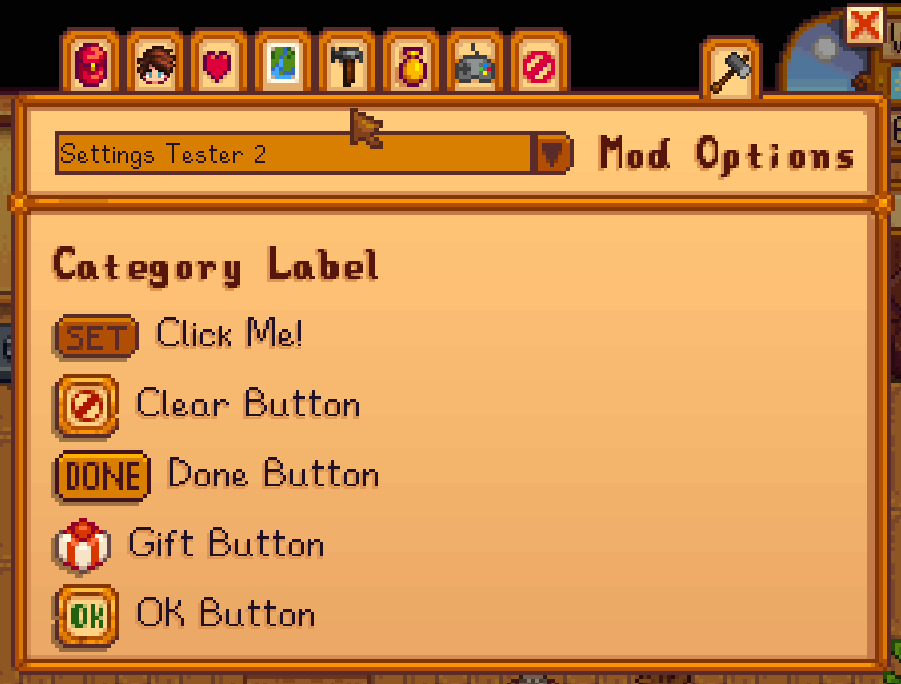 Settings Tester 2
Mod Options
Category Label
SET Click Me!
Clear Button
DONE Done Button
Gift Button
OK OK Button